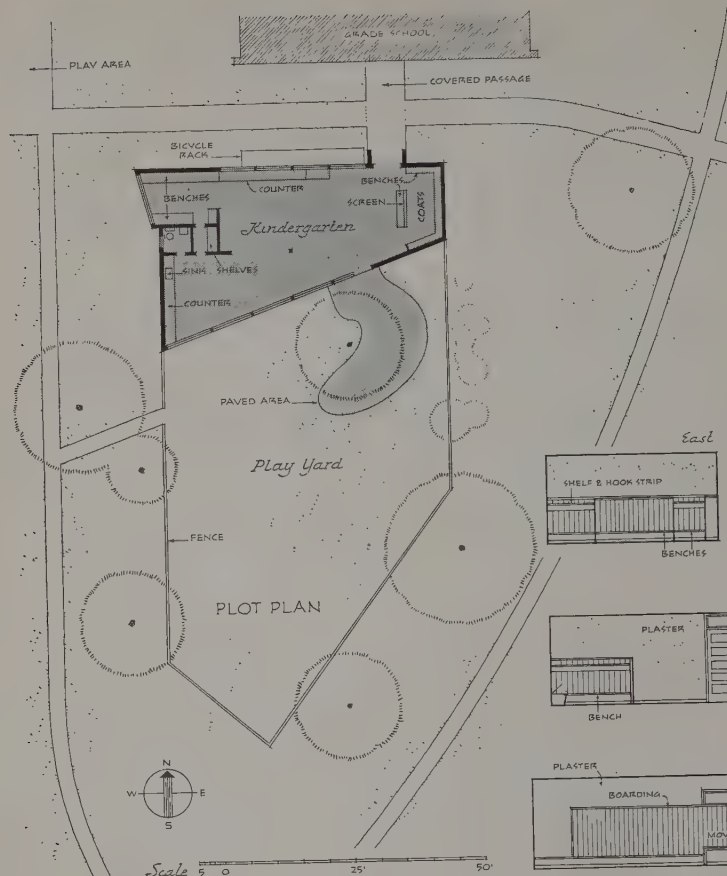 GRADE SCHOOL
PLAY AREA
COVERED PASSAGE
BICYCLE
RACK
BENCHES
COUNTER
BENCHES
SCREEN
COATS
Kindergarten
SINK
SHELVES
COUNTER
PAVED AREA
Play Yard
FENCE
PLOT PLAN
N
W
E
S
Scale 5 0 25' 50'
East
SHELF & HOOK STRIP
BENCHES
PLASTER
BENCH
PLASTER
BOARDING
MOV